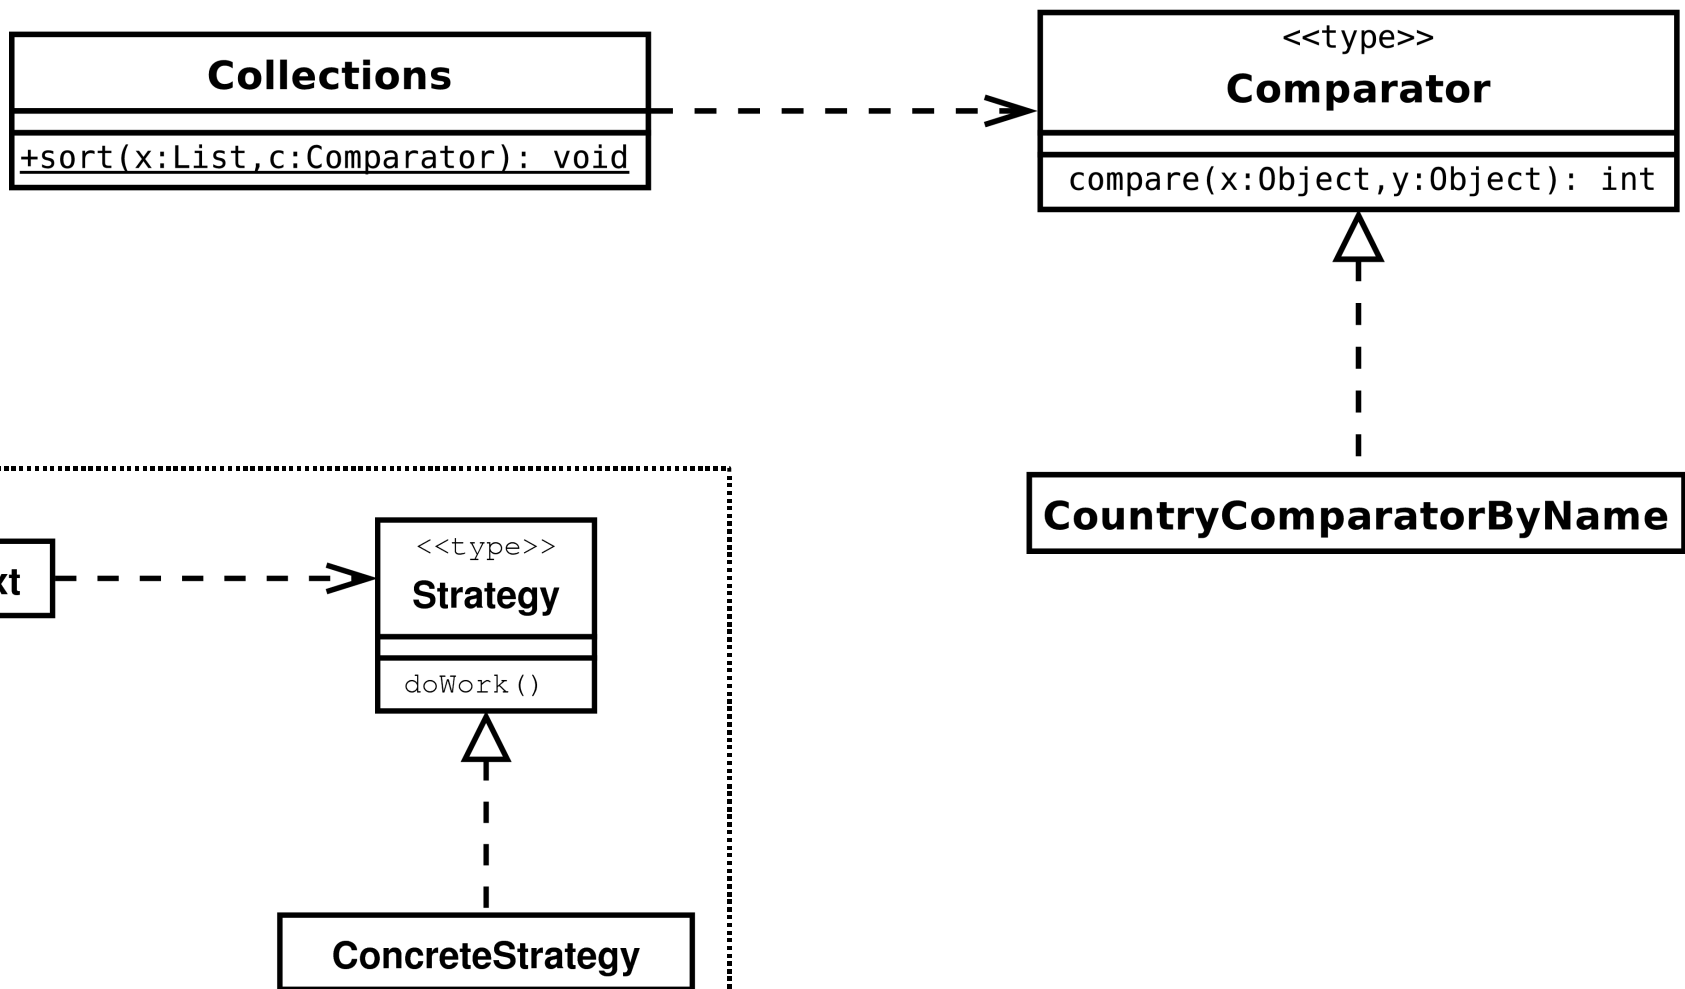 Collections
+sort(x:List,c:Comparator): void
<<type>>
Comparator
compare(x:Object,y:Object): int
CountryComparatorByName
xt
<<type>>
Strategy
doWork()
ConcreteStrategy